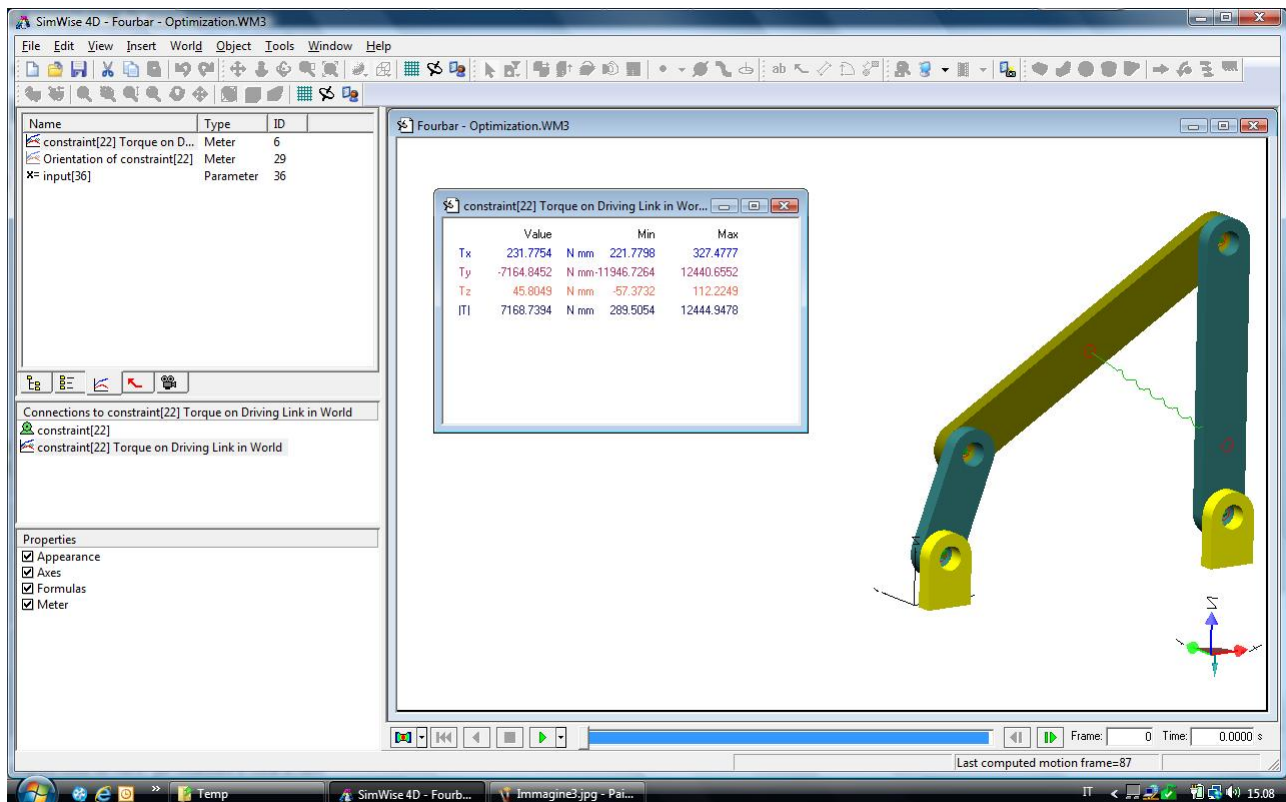 SimWise 4D - Fourbar - Optimization.WM3
File Edit View Insert World Object Tools Window Help
Name Type ID
constraint[22] Torque on D... Meter 6
Orientation of constraint[22] Meter 29
X= input[36] Parameter 36
Connections to constraint[22] Torque on Driving Link in World
constraint[22]
constraint[22] Torque on Driving Link in World
Properties
Appearance
Axes
Formulas
Meter
Fourbar - Optimization.WM3
constraint[22] Torque on Driving Link in Wor...
Value Min Max
Tx 231.7754 N mm 221.7798 327.4777
Ty -7164.8452 N mm -11946.7264 12440.6552
Tz 45.8049 N mm -57.3732 112.2249
|T| 7168.7394 N mm 289.5054 12444.9478
Z
Z
Frame: 0 Time: 0.0000 s
Last computed motion frame=87
Temp
SimWise 4D - Fourb...
Immagine3.jpg - Pai...
IT
15.08